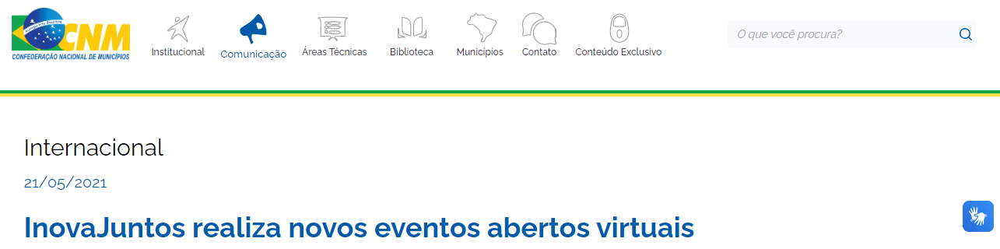 CNM
CONFEDERAÇÃO NACIONAL DE MUNICÍPIOS
Institucional
Comunicação
Áreas Técnicas
Biblioteca
Municípios
Contato
Conteúdo Exclusivo
O que você procura?
Internacional
21/05/2021
InovaJuntos realiza novos eventos abertos virtuais